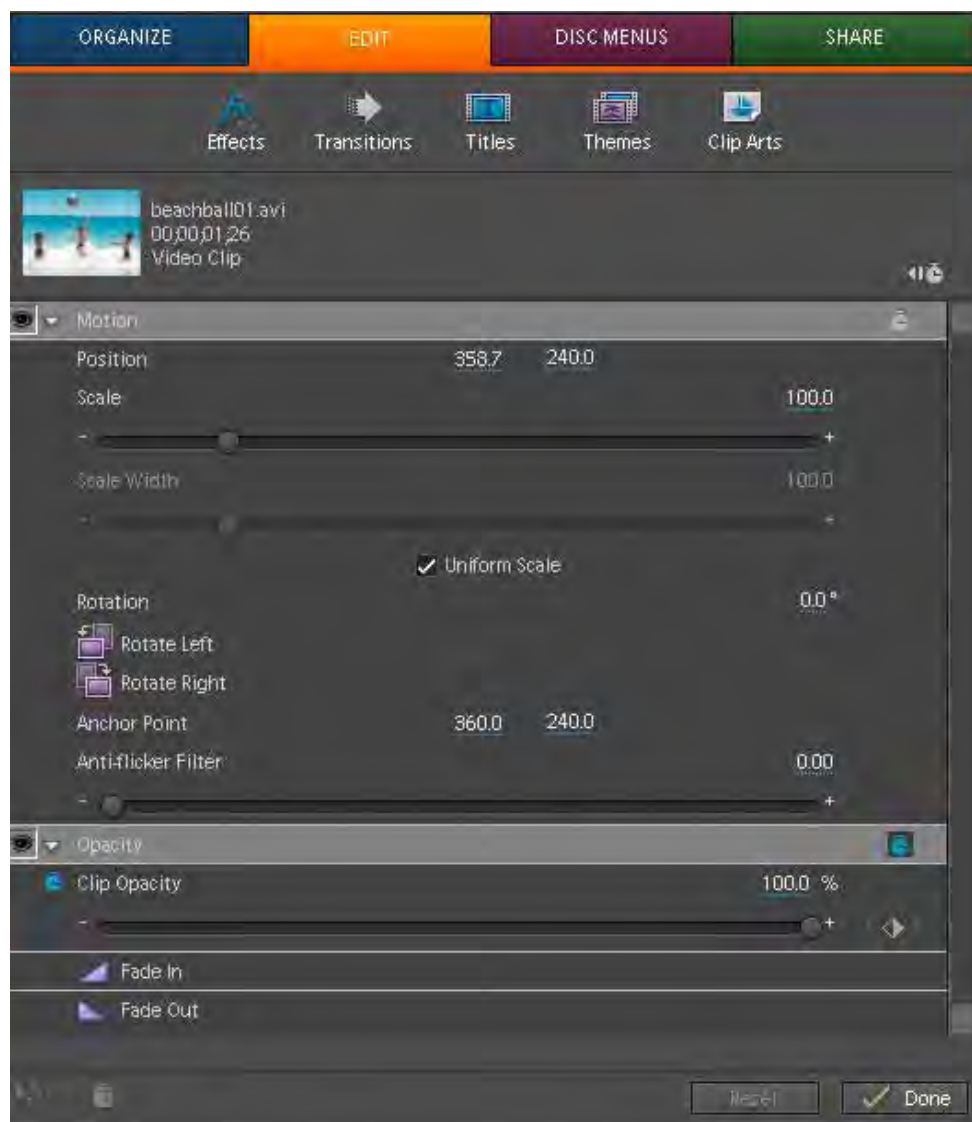 ORGANIZE EDIT DISC MENUS SHARE
Effects Transitions Titles Themes Clip Arts
beachball01.avi
00;00;01;26
Video Clip
Motion
Position 358.7 240.0
Scale 100.0
- +
Scale Width 100.0
- +
Uniform Scale
Rotation 0.0°
Rotate Left
Rotate Right
Anchor Point 360.0 240.0
Anti-flicker Filter 0.00
- +
Opacity
Clip Opacity 100.0 %
- +
Fade In
Fade Out
Reset Done